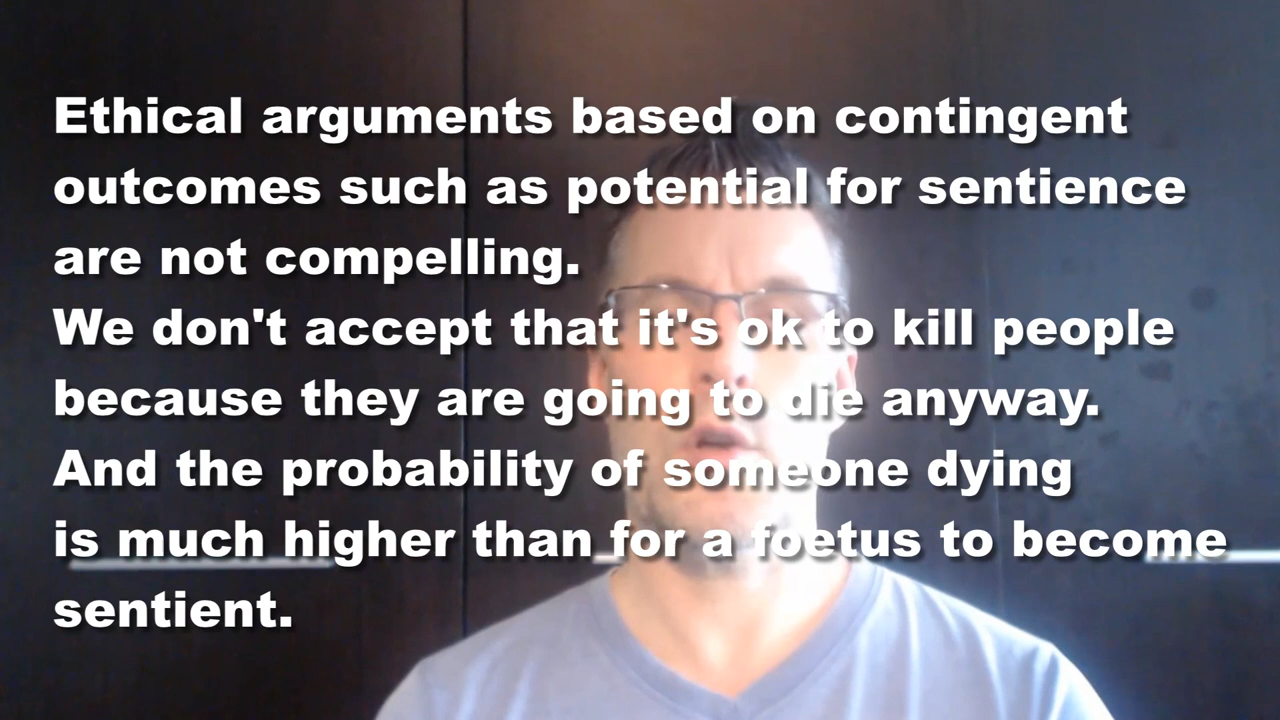 Ethical arguments based on contingent
outcomes such as potential for sentience
are not compelling.
We don't accept that it's ok to kill people
because they are going to die anyway.
And the probability of someone dying
is much higher than for a foetus to become
sentient.